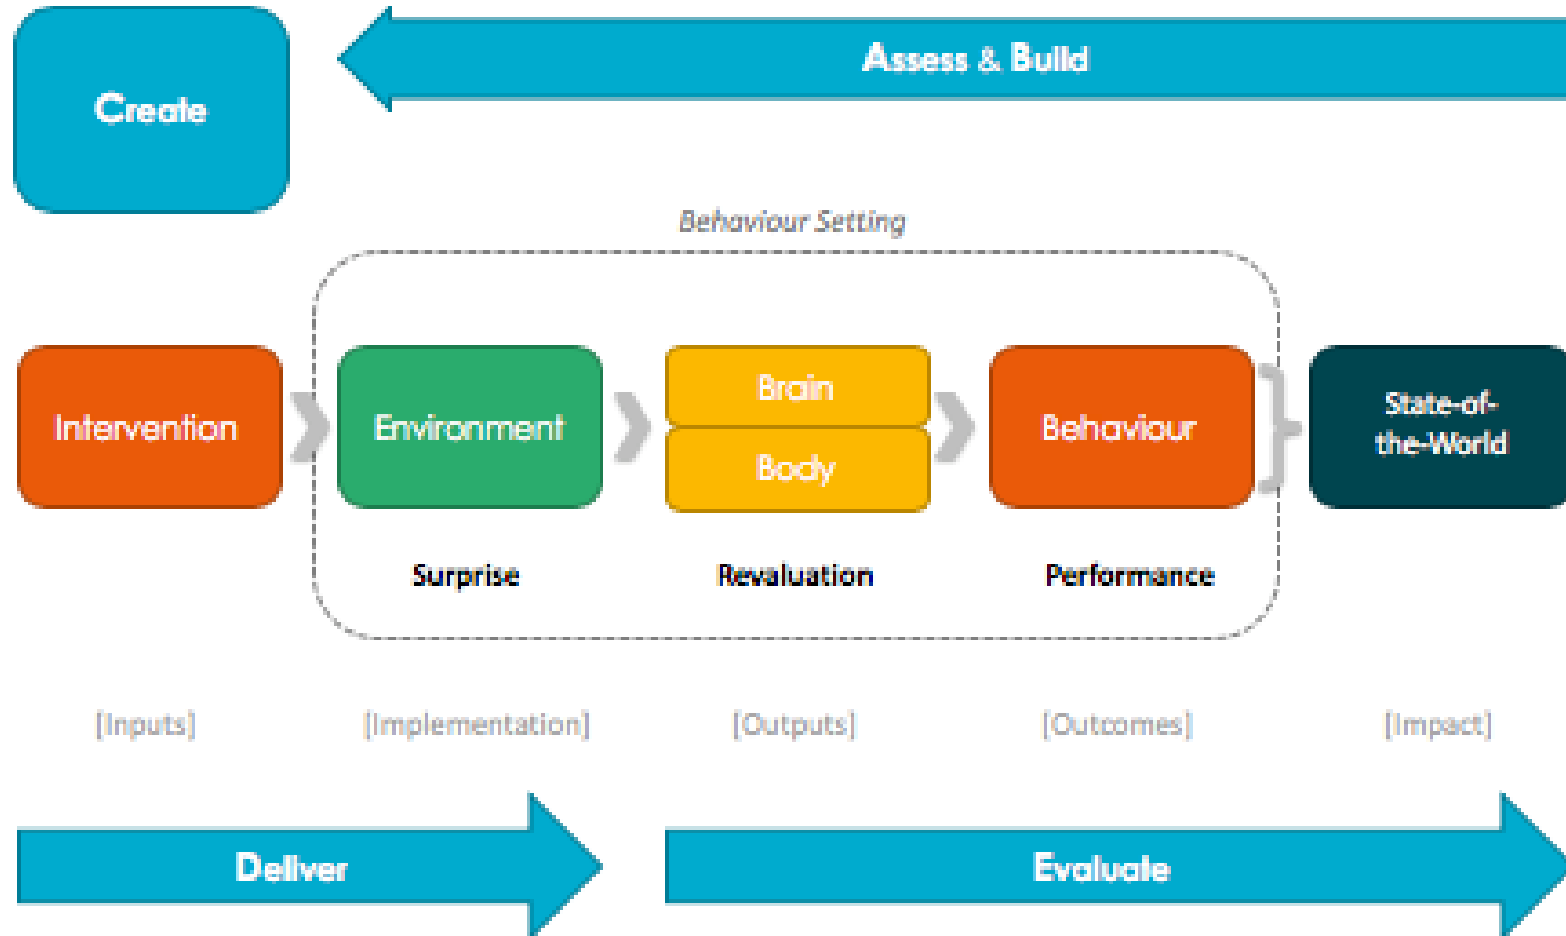 Assess & Build
Create
Behaviour Setting
Intervention
Environment
Brain
Body
Behaviour
State-of-
the-World
Surprise
Revaluation
Performance
[Inputs]
[Implementation]
[Outputs]
[Outcomes]
[Impact]
Deliver
Evaluate